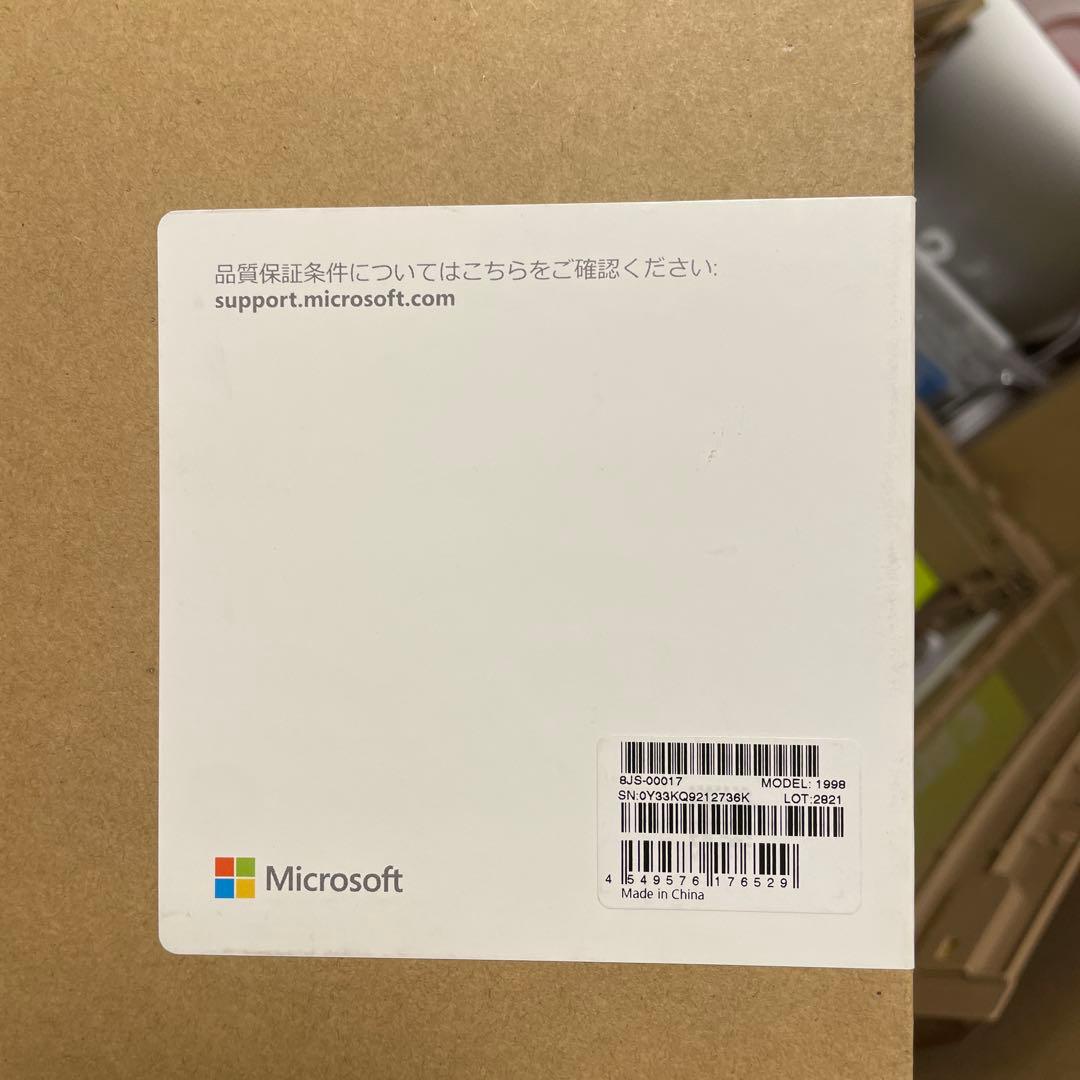 品質保証条件についてはこちらをご確認ください:
support.microsoft.com
8JS-00017 MODEL: 1998
SN:0Y33KQ9212736K LOT:2821
4 549576 176529
Made in China
Microsoft